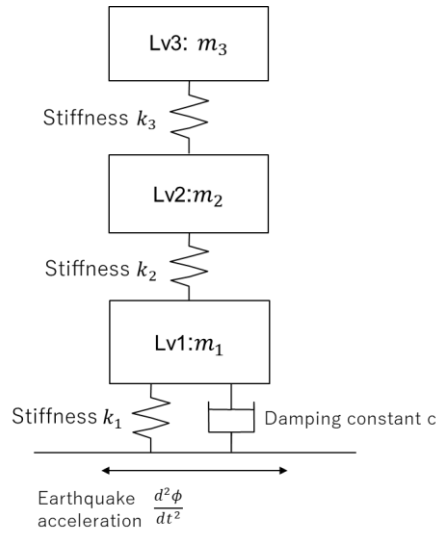 Lv3: m₃
Stiffness k₃
Lv2:m₂
Stiffness k₂
Lv1:m₁
Stiffness k₁
Damping constant c
Earthquake
acceleration d²ϕ/dt²